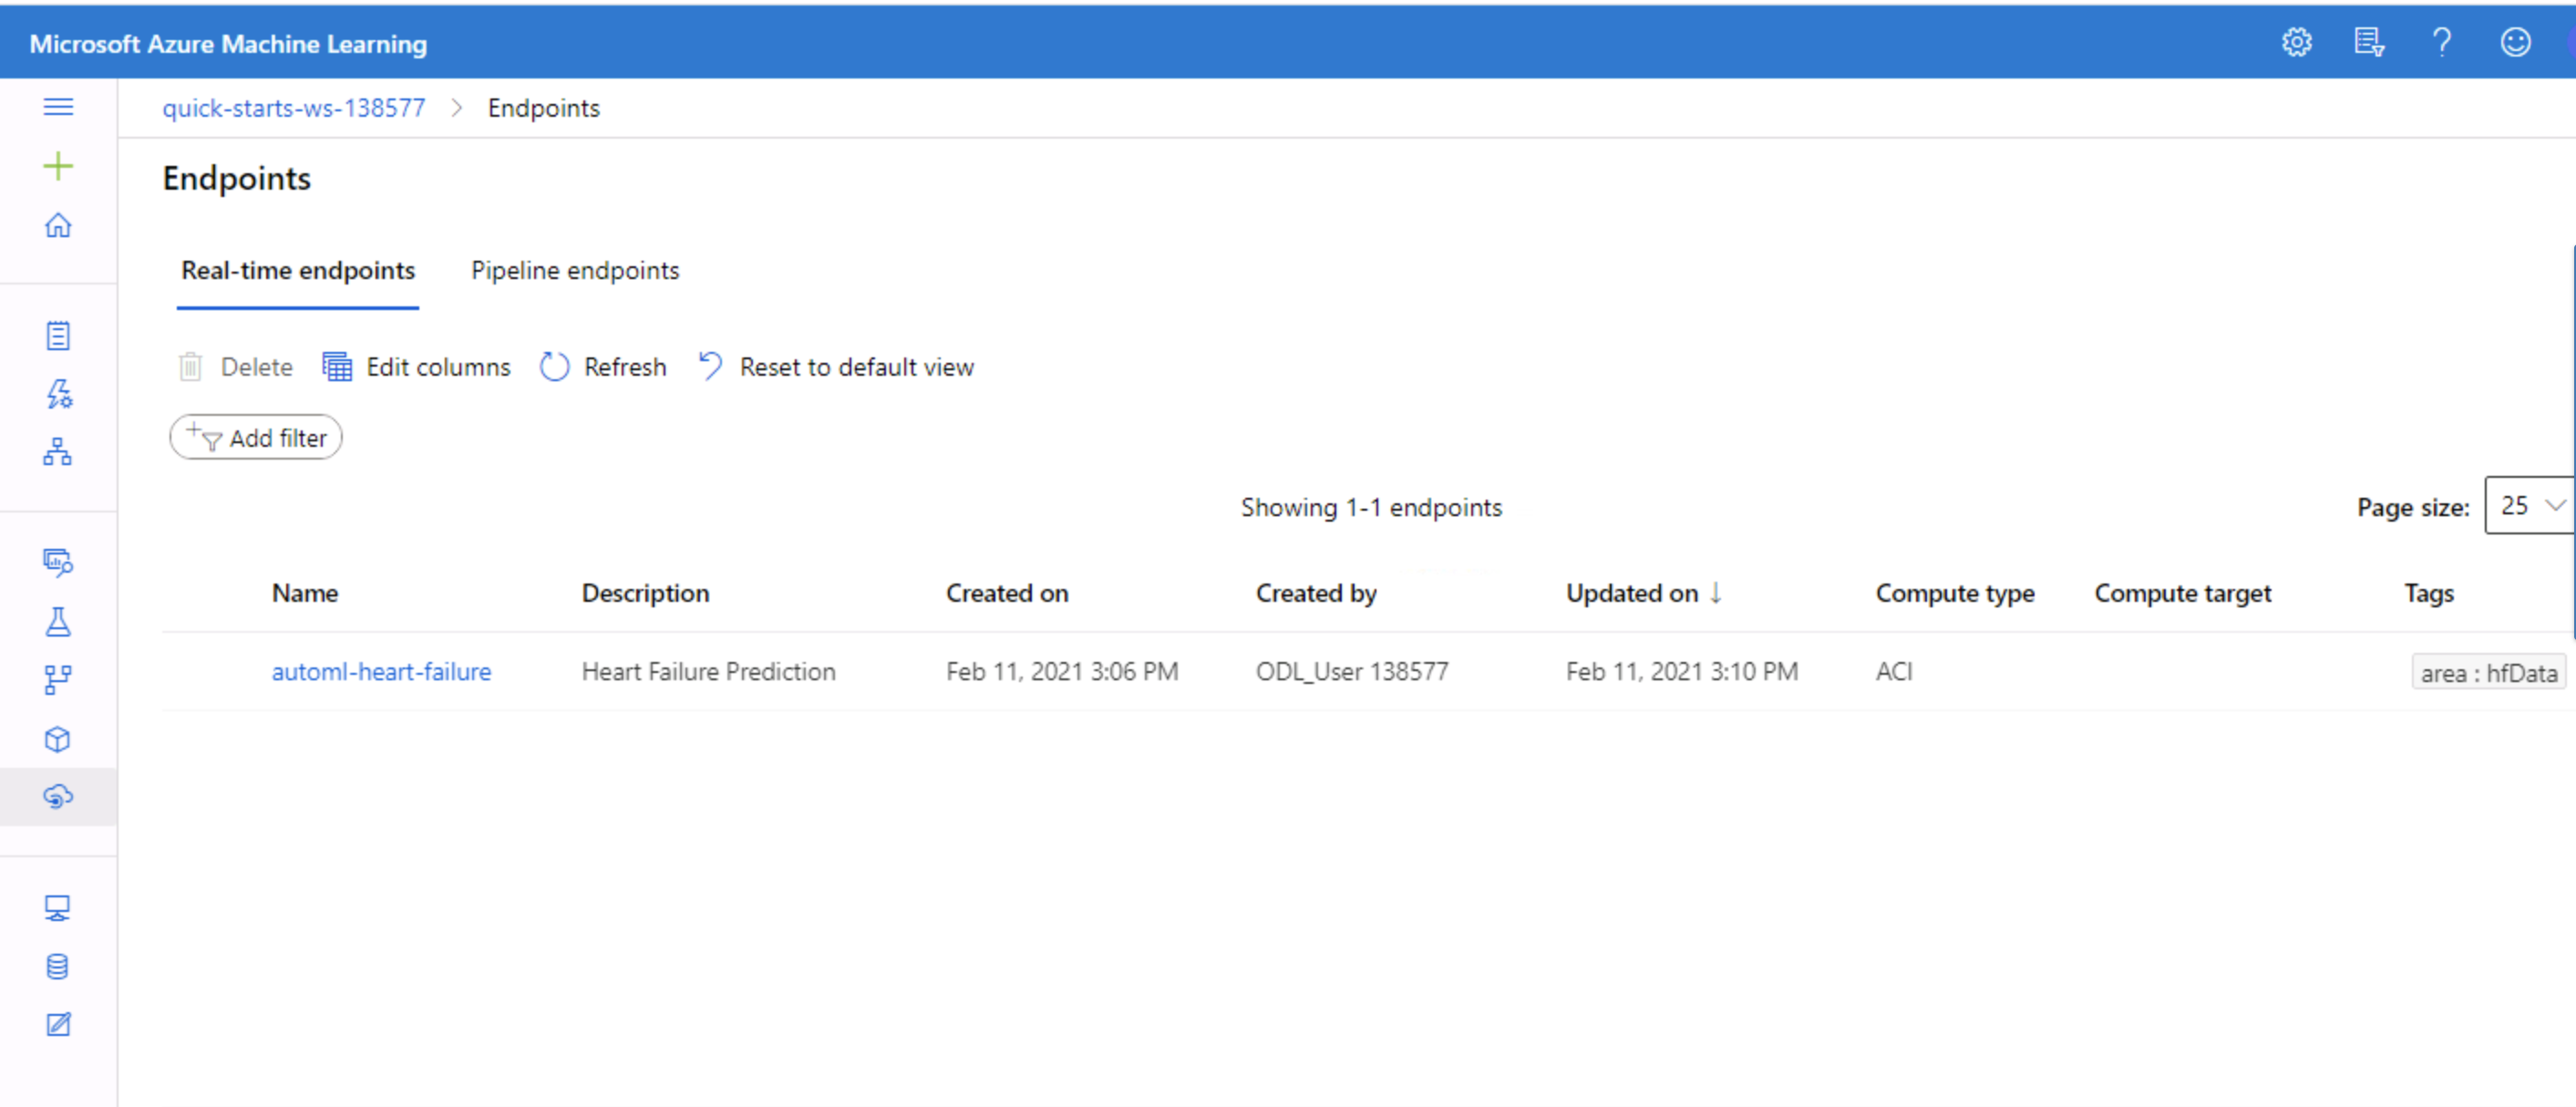 Microsoft Azure Machine Learning
quick-starts-ws-138577 > Endpoints
Endpoints
Real-time endpoints Pipeline endpoints
Delete Edit columns Refresh Reset to default view
Add filter
Showing 1-1 endpoints Page size: 25
Name Description Created on Created by Updated on ↓ Compute type Compute target Tags
automl-heart-failure Heart Failure Prediction Feb 11, 2021 3:06 PM ODL_User 138577 Feb 11, 2021 3:10 PM ACI area : hfData